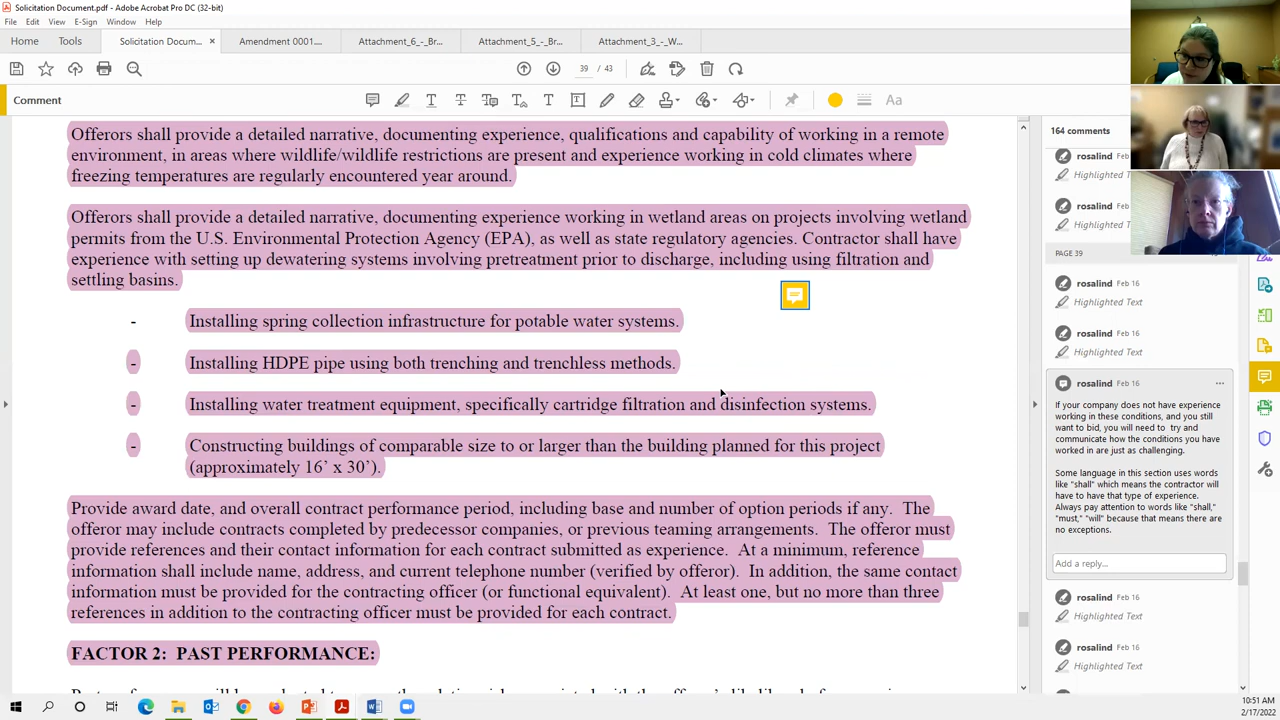 Solicitation Document.pdf - Adobe Acrobat Pro DC (32-bit)
File Edit View E-Sign Window Help
Home Tools Solicitation Docum... × Amendment 0001.... Attachment_6_-_Br... Attachment_5_-_Br... Attachment_3_-_W...
39 / 43
Comment
Aa
Offerors shall provide a detailed narrative, documenting experience, qualifications and capability of working in a remote
environment, in areas where wildlife/wildlife restrictions are present and experience working in cold climates where
freezing temperatures are regularly encountered year around.
Offerors shall provide a detailed narrative, documenting experience working in wetland areas on projects involving wetland
permits from the U.S. Environmental Protection Agency (EPA), as well as state regulatory agencies. Contractor shall have
experience with setting up dewatering systems involving pretreatment prior to discharge, including using filtration and
settling basins.
- Installing spring collection infrastructure for potable water systems.
- Installing HDPE pipe using both trenching and trenchless methods.
- Installing water treatment equipment, specifically cartridge filtration and disinfection systems.
- Constructing buildings of comparable size to or larger than the building planned for this project
(approximately 16' x 30').
Provide award date, and overall contract performance period, including base and number of option periods if any. The
offeror may include contracts completed by predecessor companies, or previous teaming arrangements. The offeror must
provide references and their contact information for each contract submitted as experience. At a minimum, reference
information shall include name, address, and current telephone number (verified by offeror). In addition, the same contact
information must be provided for the contracting officer (or functional equivalent). At least one, but no more than three
references in addition to the contracting officer must be provided for each contract.
FACTOR 2: PAST PERFORMANCE:
164 comments
rosalind Feb
Highlighted Text
rosalind Feb
Highlighted Text
PAGE 39
rosalind Feb 16
Highlighted Text
rosalind Feb 16
Highlighted Text
rosalind Feb 16 ...
If your company does not have experience
working in these conditions, and you still
want to bid, you will need to try and
communicate how the conditions you have
worked in are just as challenging.
Some language in this section uses words
like "shall" which means the contractor
will have to have that type of experience.
Always pay attention to words like "shall,"
"must," "will" because that means there are
no exceptions.
Add a reply...
rosalind Feb 16
Highlighted Text
rosalind Feb 16
Highlighted Text
10:51 AM
2/17/2022